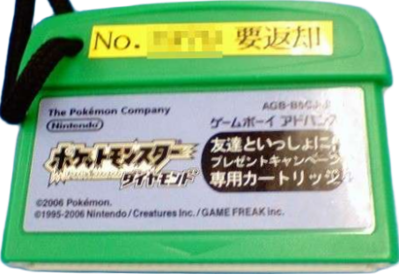 No. 要返却
The Pokémon Company
Nintendo
ゲームボーイ アドバンス
ポケットモンスター
ダイヤモンド
友達といっしょに!
プレゼントキャンペーン
専用カートリッジ
©2006 Pokémon.
©1995-2006 Nintendo / Creatures Inc. / GAME FREAK inc.